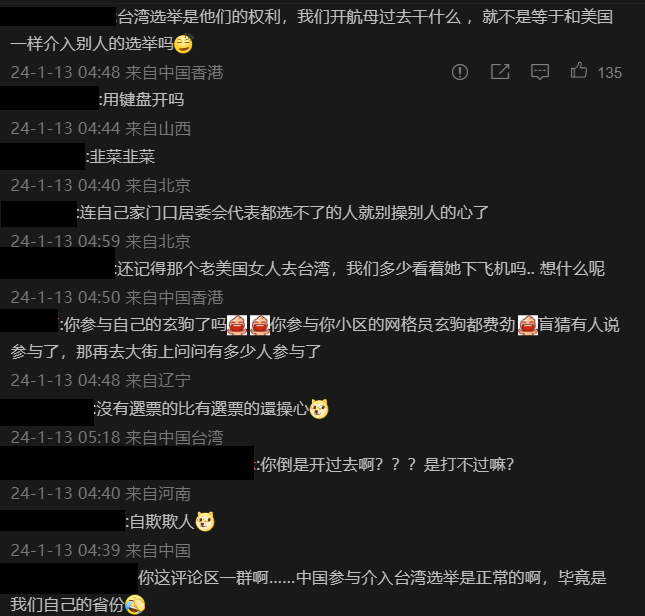 :台湾选举是他们的权利，我们开航母过去干什么 ，就不是等于和美国
一样介入别人的选举吗
24-1-13 04:48 来自中国香港
135
:用键盘开吗
24-1-13 04:44 来自山西
:韭菜韭菜
24-1-13 04:40 来自北京
:连自己家门口居委会代表都选不了的人就别操别人的心了
24-1-13 04:59 来自北京
:还记得那个老美国女人去台湾，我们多少看着她下飞机吗.. 想什么呢
24-1-13 04:50 来自中国香港
:你参与自己的玄驹了吗 你参与你小区的网格员玄驹都费劲 盲猜有人说
参与了，那再去大街上问问有多少人参与了
24-1-13 04:48 来自辽宁
:沒有選票的比有選票的還操心
24-1-13 05:18 来自中国台湾
:你倒是开过去啊？？？是打不过嘛?
24-1-13 04:40 来自河南
:自欺欺人
24-1-13 04:39 来自中国
你这评论区一群啊......中国参与介入台湾选举是正常的啊，毕竟是
我们自己的省份